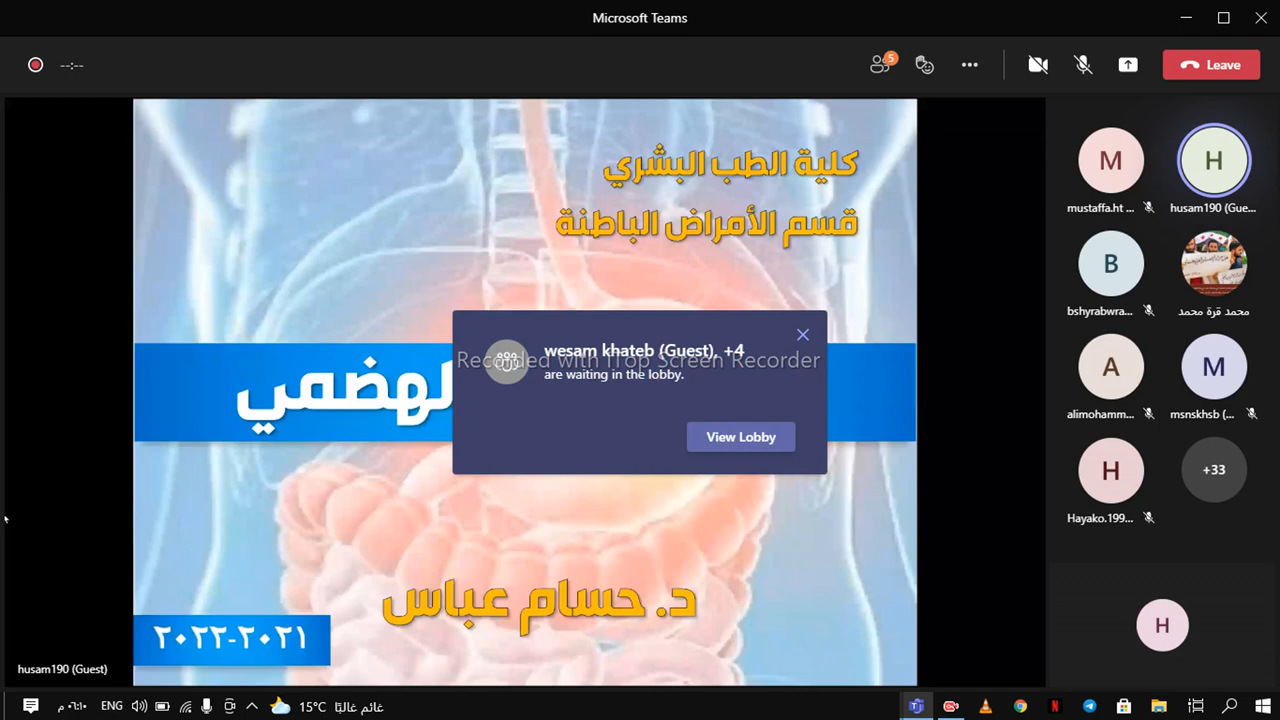 Microsoft Teams
--:--
5
Leave
كلية الطب البشري
قسم الأمراض الباطنة
لهضمي
د. حسام عباس
٢٠٢١-٢٠٢٢
husam190 (Guest)
wesam khateb (Guest), +4
are waiting in the lobby.
View Lobby
Recorded with iTop Screen Recorder
M
mustaffa.ht ...
H
husam190 (Gue...
B
bshyrabwra...
محمد قرة محمد
A
alimohamm...
M
msnskhsb (...
H
Hayako.199...
+33
H
ENG
15°C غائم غالبًا